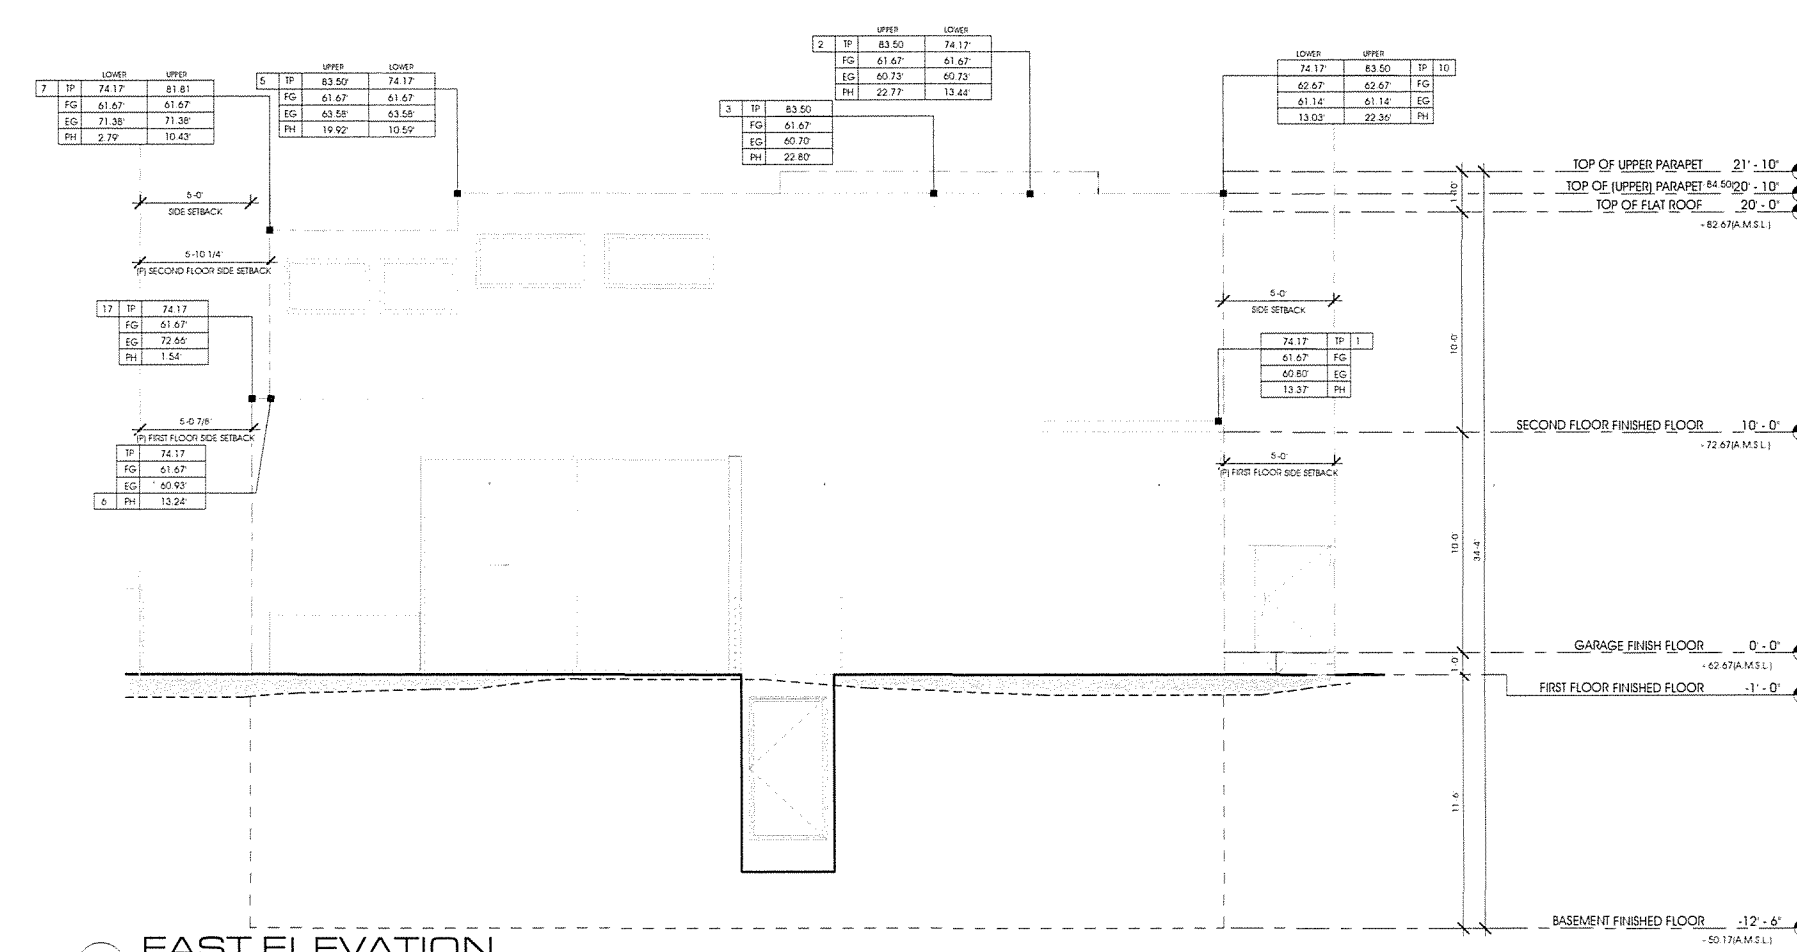 LOWER UPPER
7 TP 74.17' 81.81
FG 61.67' 61.67'
EG 71.38' 71.38'
PH 2.79' 10.43'
UPPER LOWER
5 TP 83.50' 74.17'
FG 61.67' 61.67'
EG 63.58' 63.58'
PH 19.92' 10.59'
UPPER LOWER
2 TP 83.50 74.17'
FG 61.67' 61.67'
EG 60.73' 60.73'
PH 22.77' 13.44'
3 TP 83.50
FG 61.67'
EG 60.70'
PH 22.80'
LOWER UPPER
74.17' 83.50 TP 10
62.67' 62.67' FG
61.14' 61.14' EG
13.03' 22.36' PH
5'-0"
SIDE SETBACK
5'-10 1/4"
(P) SECOND FLOOR SIDE SETBACK
17 TP 74.17
FG 61.67'
EG 72.66'
PH 1.54'
5'-0 7/8"
(P) FIRST FLOOR SIDE SETBACK
TP 74.17
FG 61.67'
EG 60.93'
6 PH 13.24'
5'-0"
SIDE SETBACK
74.17' TP 1
61.67' FG
60.80' EG
13.37' PH
5'-0"
(P) FIRST FLOOR SIDE SETBACK
10'-0"
10'-0"
1'-0"
34'-4"
11'-6"
TOP OF UPPER PARAPET 21' - 10"
TOP OF (UPPER) PARAPET 84.50' 20' - 10"
TOP OF FLAT ROOF 20' - 0"
- 82.67(A.M.S.L.)
SECOND FLOOR FINISHED FLOOR 10' - 0"
- 72.67(A.M.S.L.)
GARAGE FINISH FLOOR 0' - 0"
- 62.67(A.M.S.L.)
FIRST FLOOR FINISHED FLOOR -1' - 0"
BASEMENT FINISHED FLOOR -12' - 6"
- 50.17(A.M.S.L.)
EAST ELEVATION